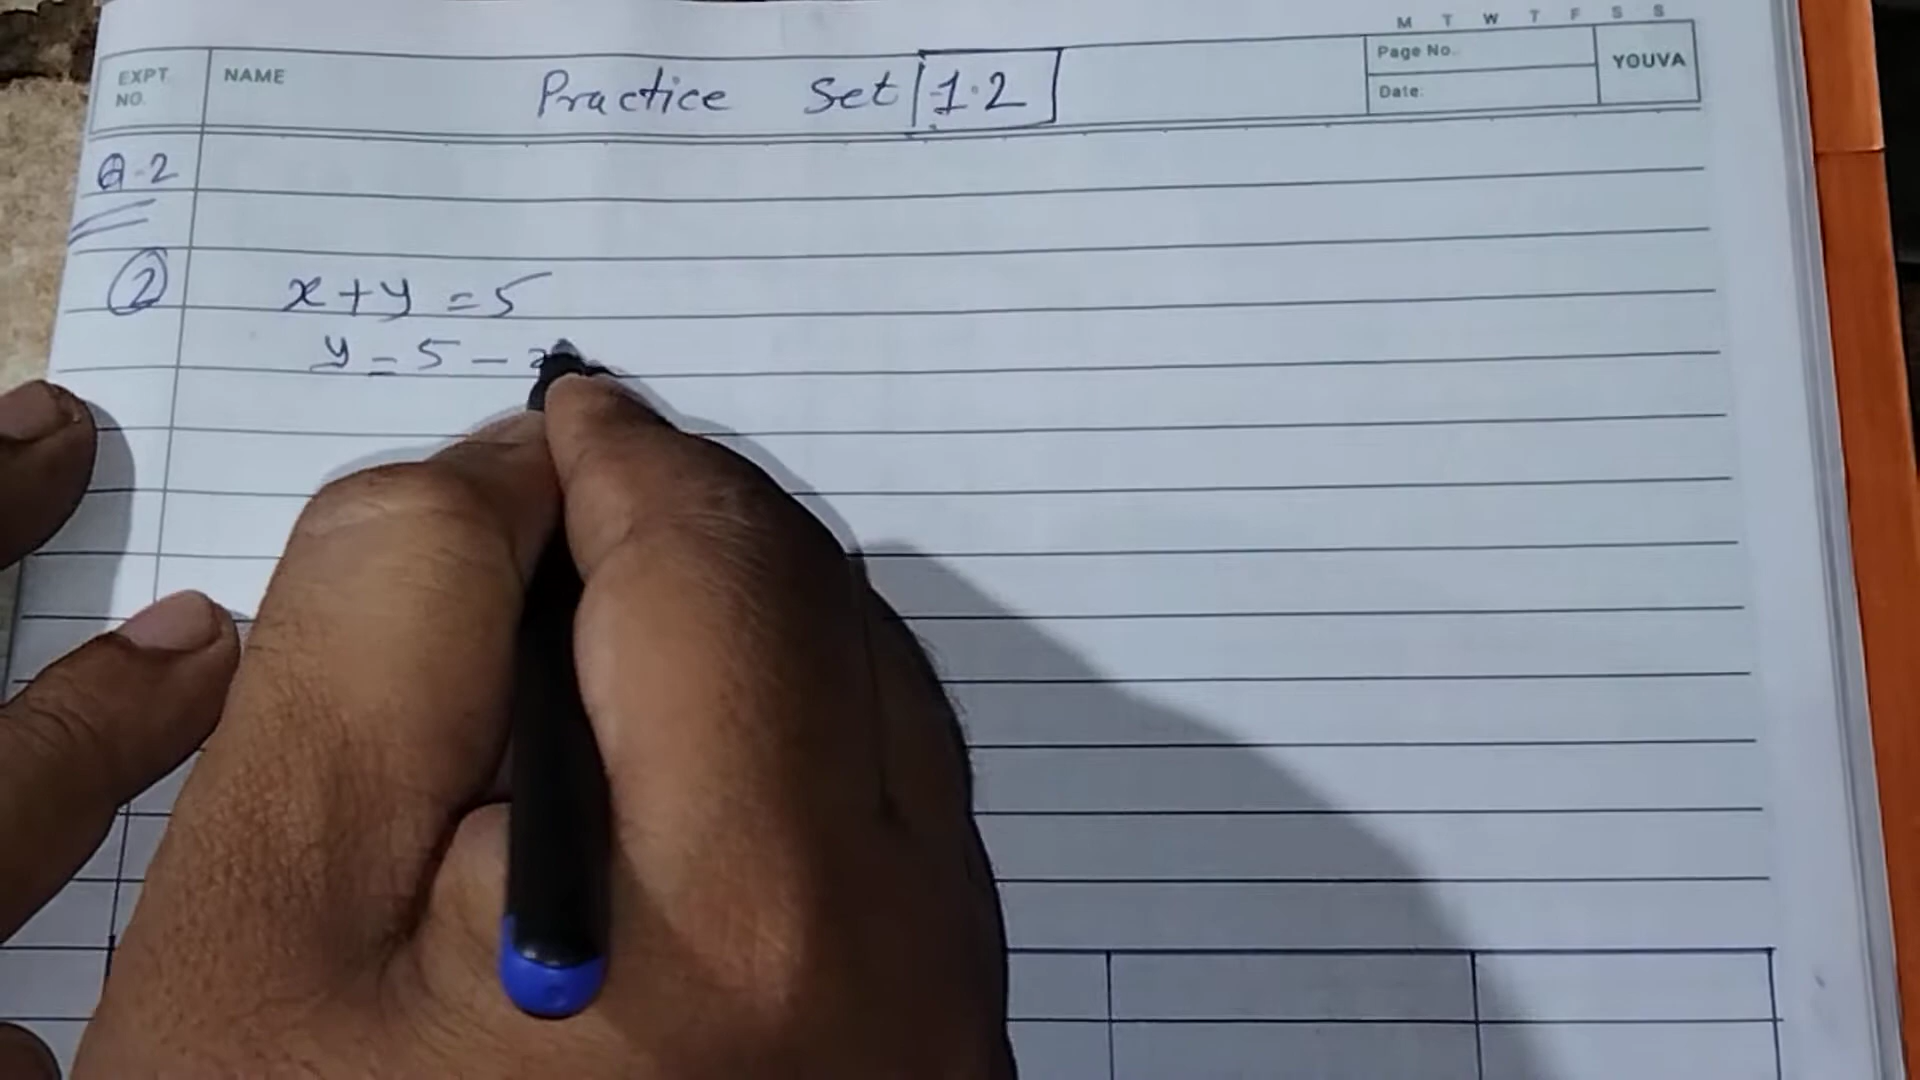 M T W T F S S
EXPT. NO.
NAME
Practice Set 1.2
Page No.
Date:
YOUVA
Q.2
2
x+y=5
y=5-x